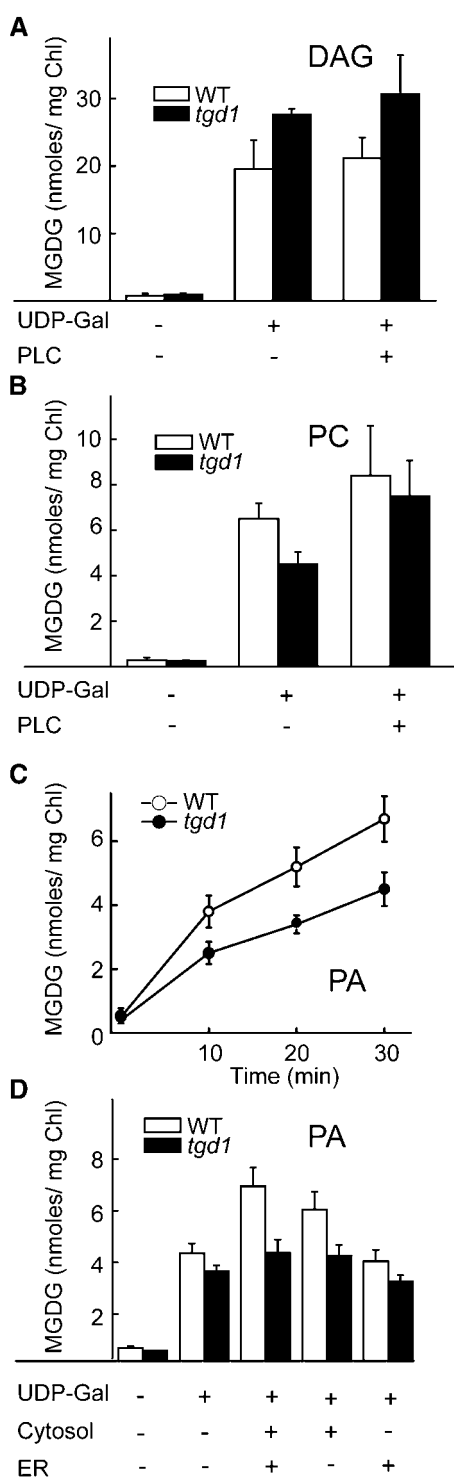 A
DAG
MGDG (nmoles/ mg Chl)
WT
tgd1
30
20
10
UDP-Gal - + +
PLC - - +
B
PC
MGDG (nmoles/ mg Chl)
WT
tgd1
10
8
6
4
2
UDP-Gal - + +
PLC - - +
C
WT
tgd1
MGDG (nmoles/ mg Chl)
6
4
2
0
PA
10 20 30
Time (min)
D
PA
MGDG (nmoles/ mg Chl)
WT
tgd1
8
6
4
2
UDP-Gal - + + + +
Cytosol - - + + -
ER - - + - +